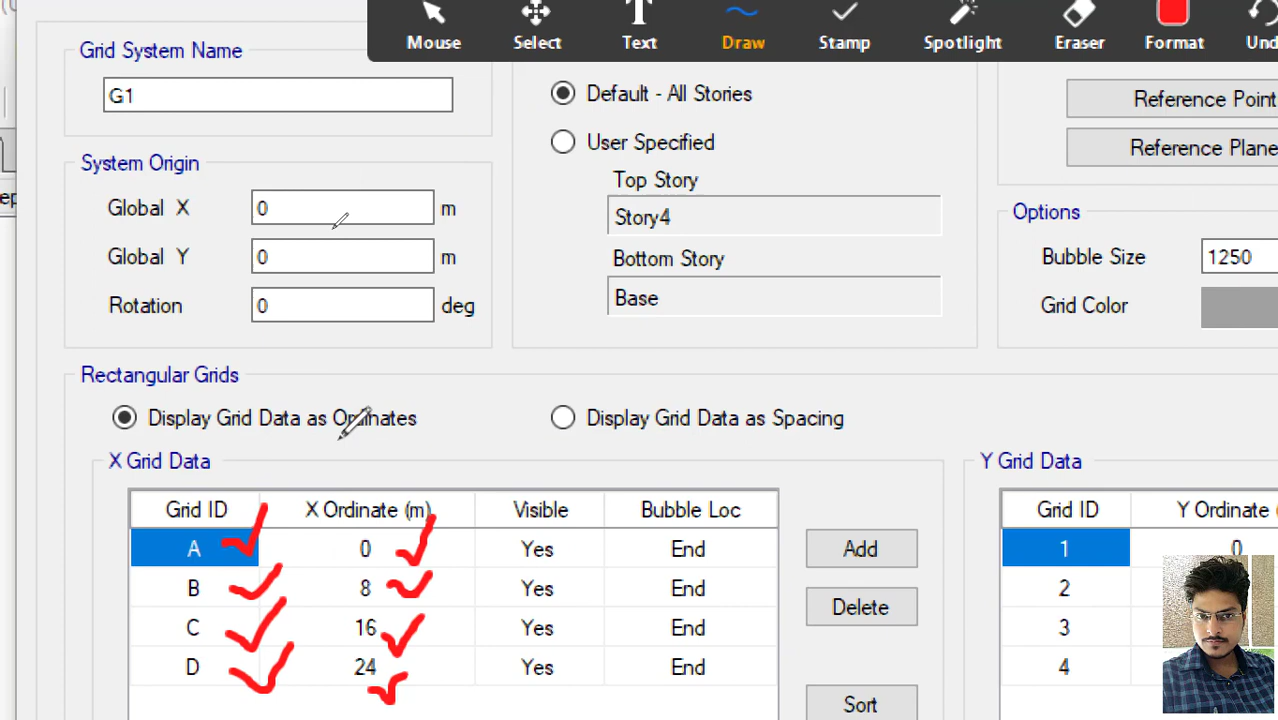 Mouse Select Text Draw Stamp Spotlight Eraser Format
Grid System Name
G1
Default - All Stories
User Specified
Top Story
Story4
Bottom Story
Base
Reference Point
Reference Plane
System Origin
Global X 0 m
Global Y 0 m
Rotation 0 deg
Options
Bubble Size 1250
Grid Color
Rectangular Grids
Display Grid Data as Ordinates
Display Grid Data as Spacing
X Grid Data
Grid ID X Ordinate (m) Visible Bubble Loc
A 0 Yes End
B 8 Yes End
C 16 Yes End
D 24 Yes End
Add
Delete
Sort
Y Grid Data
Grid ID Y Ordinate
1 0
2
3
4